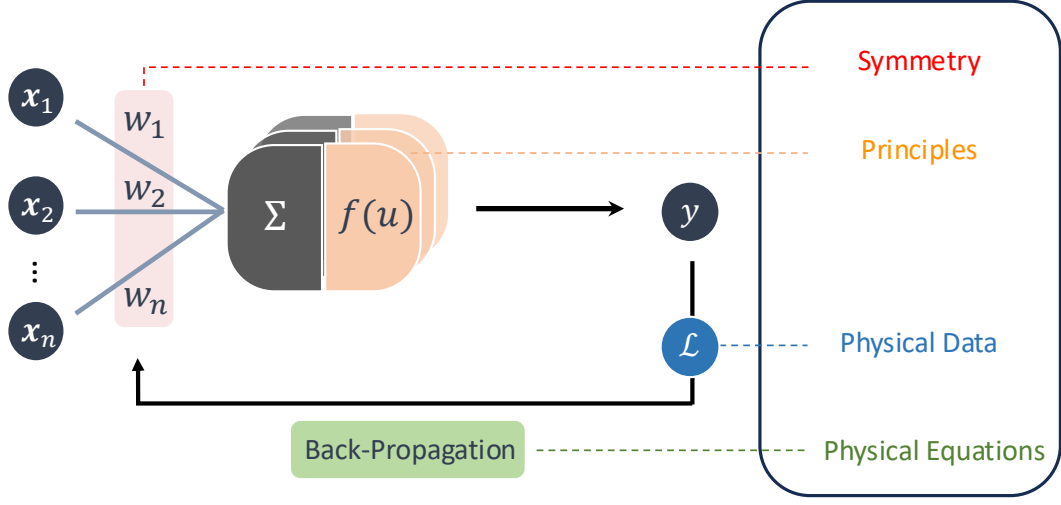 Symmetry
x₁
w₁
Principles
w₂
x₂
Σ
f(u)
y
...
wₙ
xₙ
ℒ
Physical Data
Back-Propagation
Physical Equations